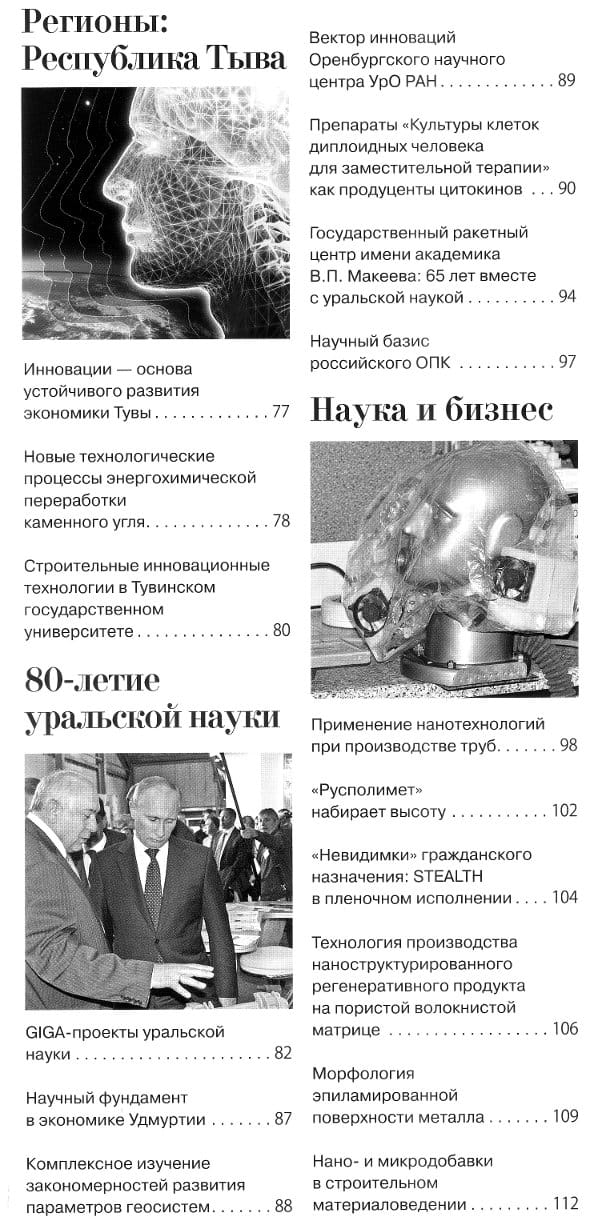 Регионы:
Республика Тыва
Инновации — основа
устойчивого развития
экономики Тувы . . . . . . . . . . . . . 77
Новые технологические
процессы энергохимической
переработки
каменного угля. . . . . . . . . . . . . . 78
Строительные инновационные
технологии в Тувинском
государственном
университете . . . . . . . . . . . . . . . 80
80-летие
уральской науки
GIGA-проекты уральской
науки . . . . . . . . . . . . . . . . . . . . . . 82
Научный фундамент
в экономике Удмуртии . . . . . . . 87
Комплексное изучение
закономерностей развития
параметров геосистем. . . . . . . 88
Вектор инноваций
Оренбургского научного
центра УрО РАН . . . . . . . . . . . . . 89
Препараты «Культуры клеток
диплоидных человека
для заместительной терапии»
как продуценты цитокинов . . . 90
Государственный ракетный
центр имени академика
В.П. Макеева: 65 лет вместе
с уральской наукой . . . . . . . . . . 94
Научный базис
российского ОПК . . . . . . . . . . . 97
Наука и бизнес
Применение нанотехнологий
при производстве труб. . . . . . . 98
«Русполимет»
набирает высоту . . . . . . . . . . . 102
«Невидимки» гражданского
назначения: STEALTH
в пленочном исполнении . . . . 104
Технология производства
наноструктурированного
регенеративного продукта
на пористой волокнистой
матрице . . . . . . . . . . . . . . . . . . 106
Морфология
эпиламированной
поверхности металла . . . . . . . 109
Нано- и микродобавки
в строительном
материаловедении . . . . . . . . . 112